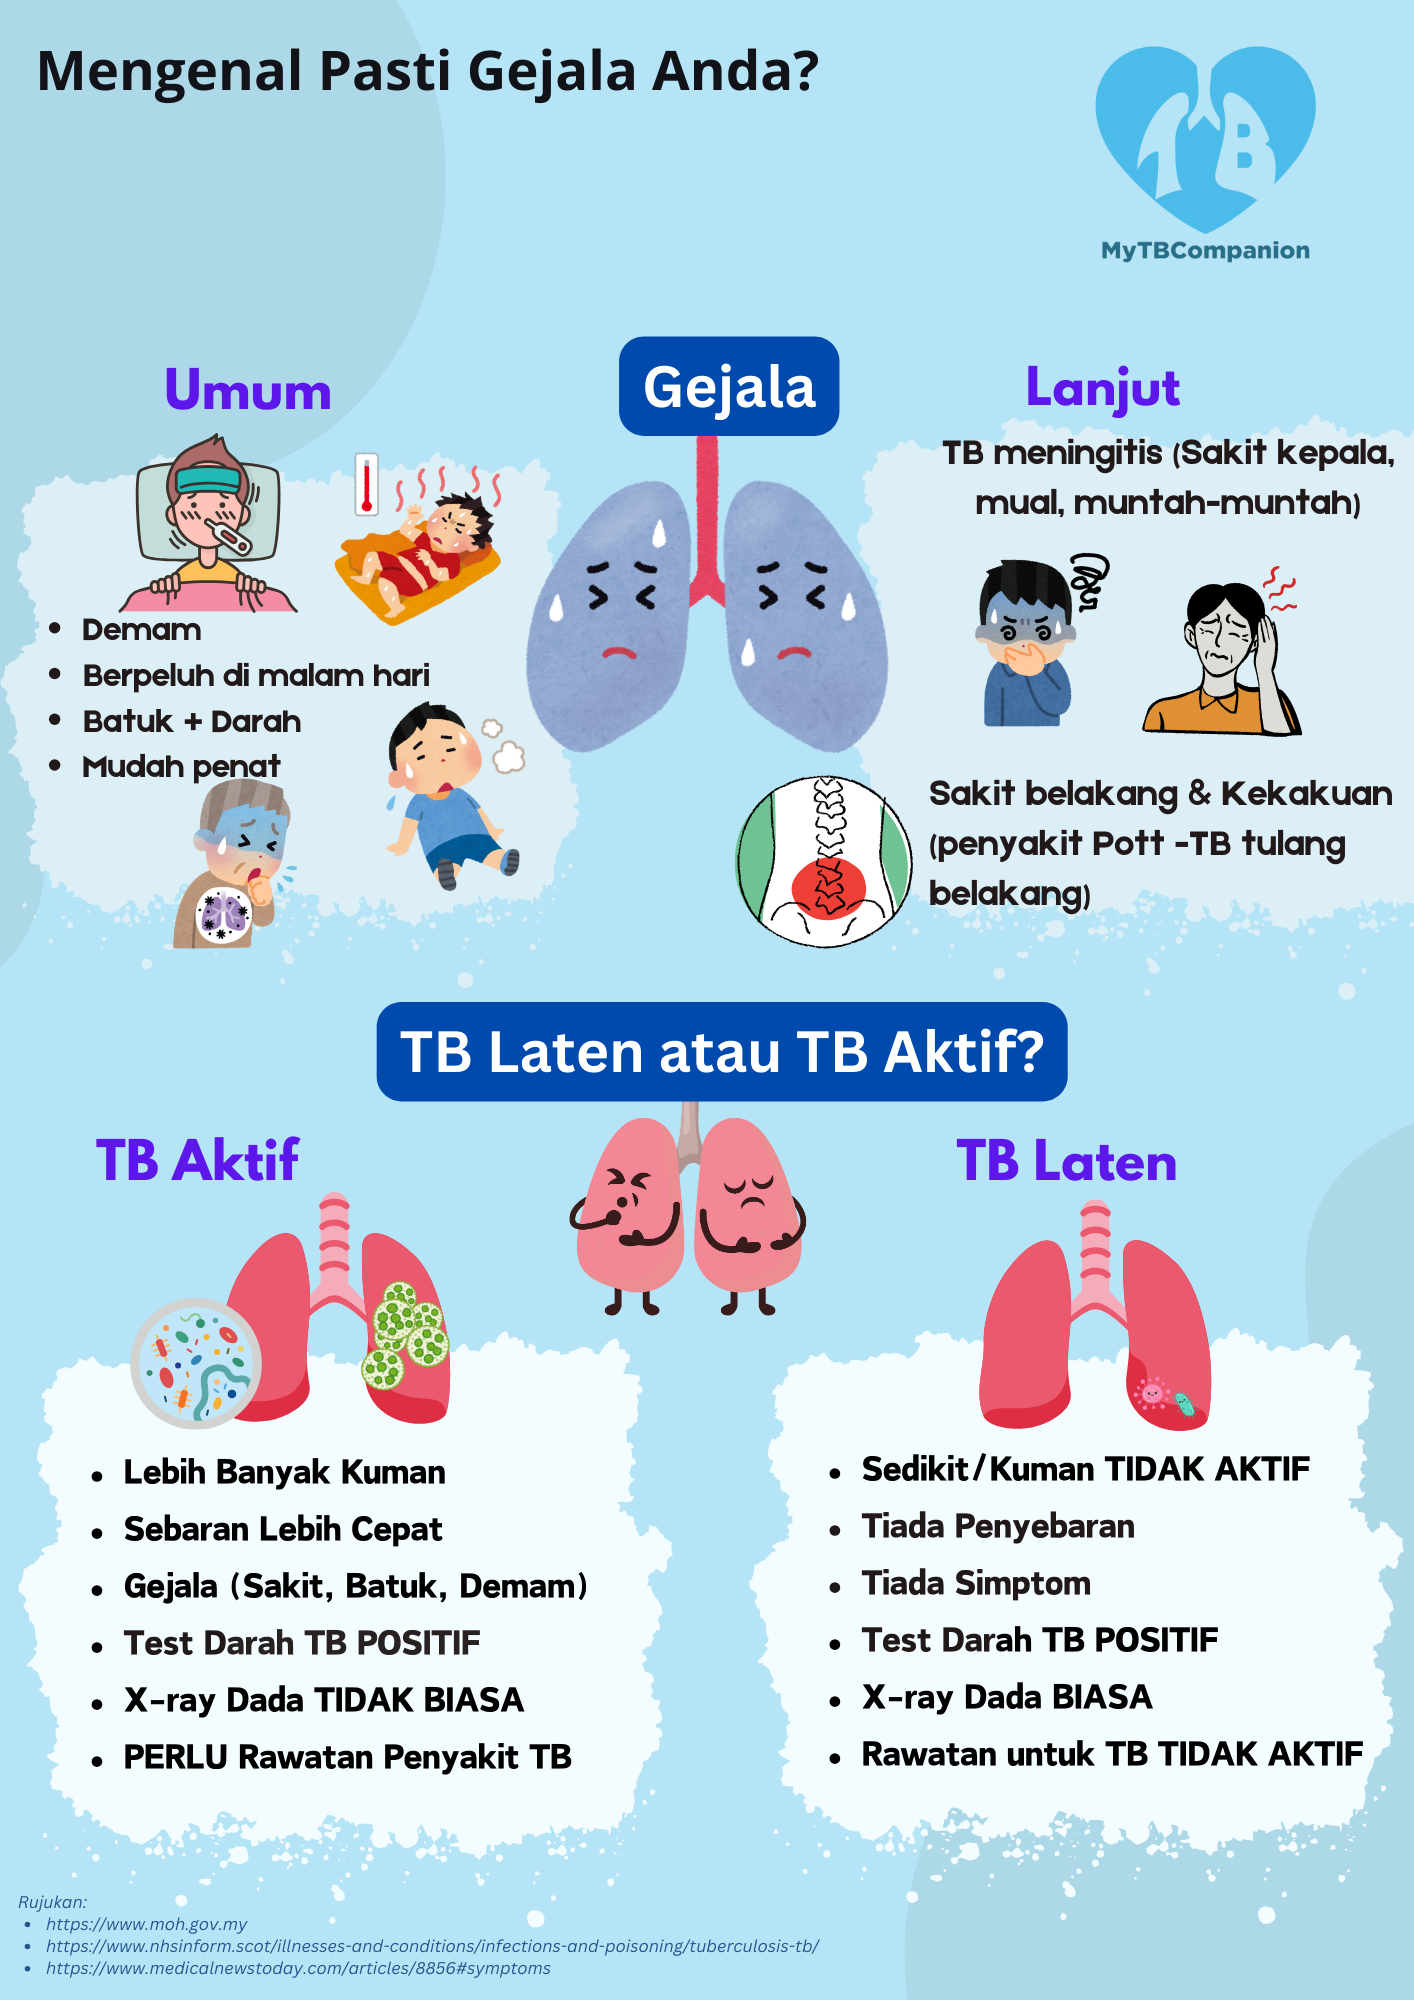 Mengenal Pasti Gejala Anda?
TB
MyTBCompanion
Gejala
Umum
Demam
Berpeluh di malam hari
Batuk + Darah
Mudah penat
Lanjut
TB meningitis (Sakit kepala,
mual, muntah-muntah)
Sakit belakang & Kekakuan
(penyakit Pott -TB tulang
belakang)
TB Laten atau TB Aktif?
TB Aktif
Lebih Banyak Kuman
Sebaran Lebih Cepat
Gejala (Sakit, Batuk, Demam)
Test Darah TB POSITIF
X-ray Dada TIDAK BIASA
PERLU Rawatan Penyakit TB
TB Laten
Sedikit/Kuman TIDAK AKTIF
Tiada Penyebaran
Tiada Simptom
Test Darah TB POSITIF
X-ray Dada BIASA
Rawatan untuk TB TIDAK AKTIF
Rujukan:
https://www.moh.gov.my
https://www.nhsinform.scot/illnesses-and-conditions/infections-and-poisoning/tuberculosis-tb/
https://www.medicalnewstoday.com/articles/8856#symptoms